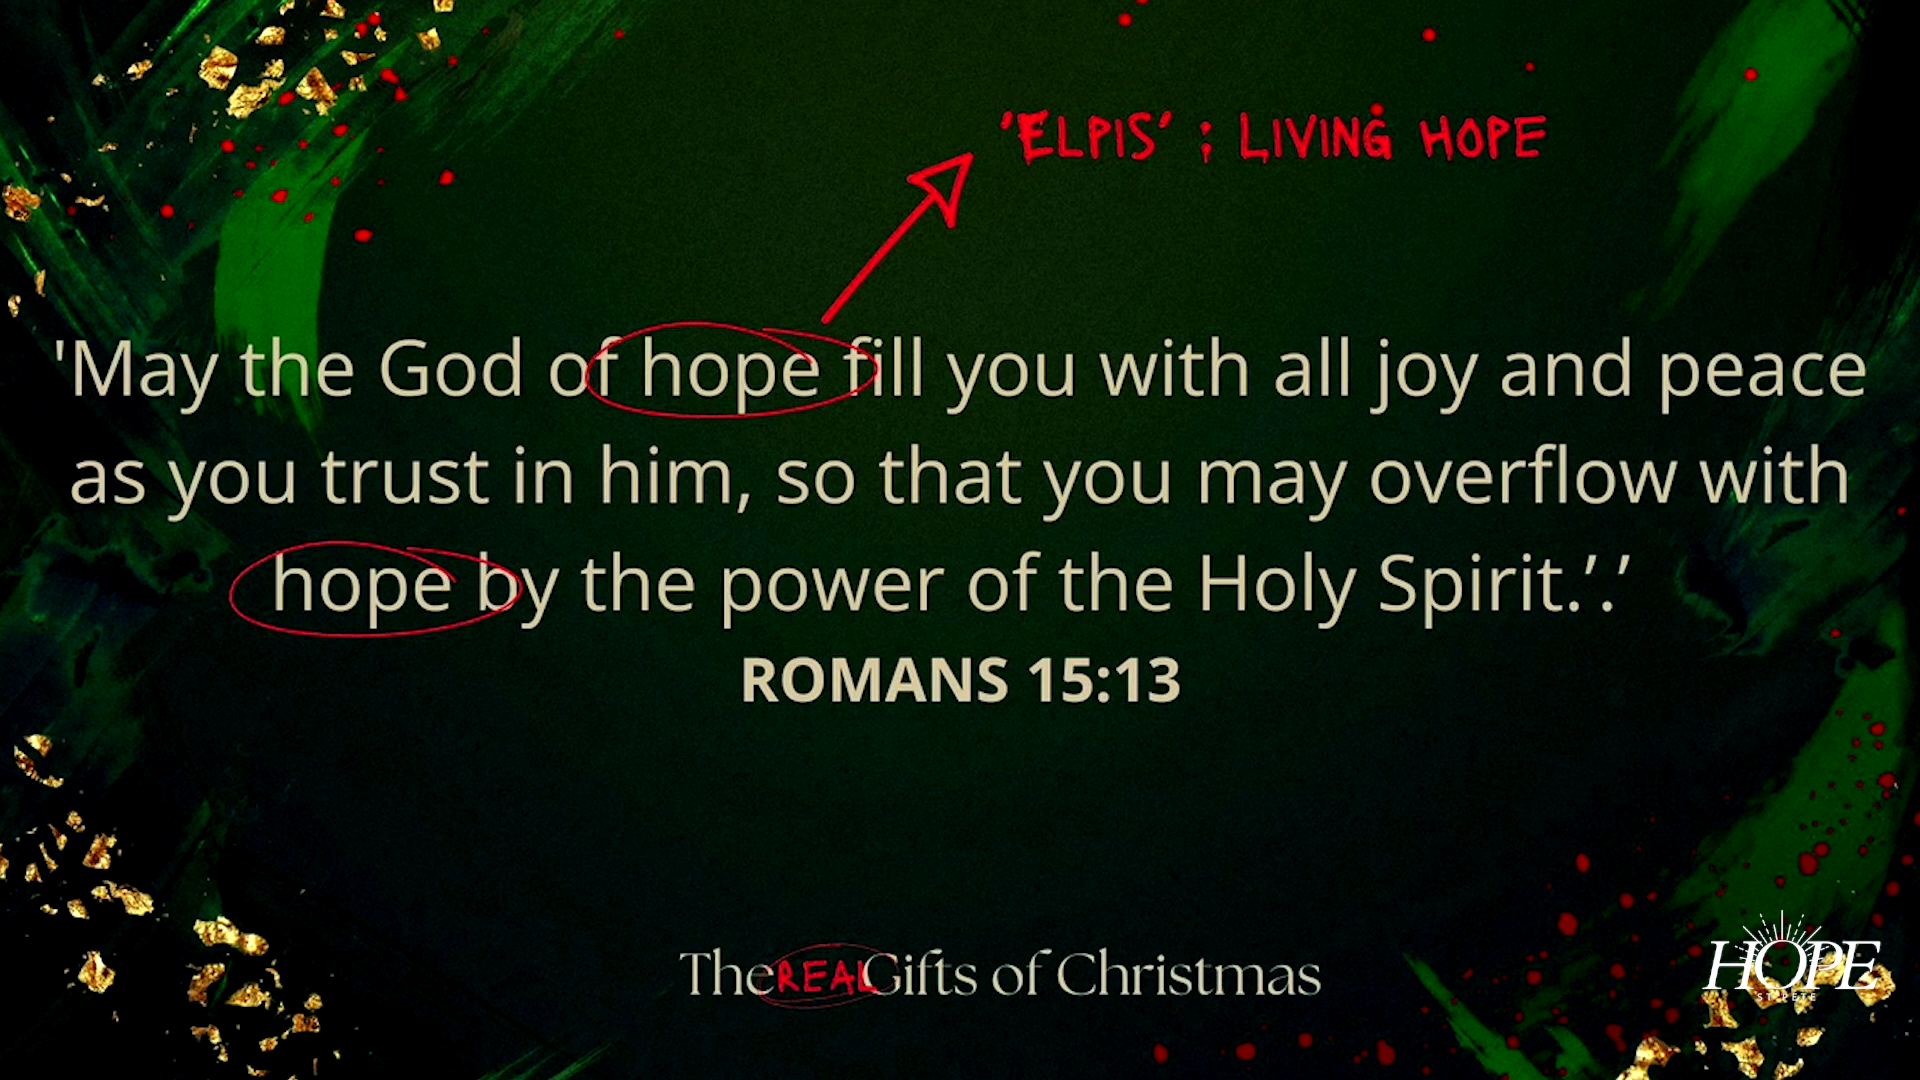 'ELPIS' ; LIVING HOPE
'May the God of hope fill you with all joy and peace
as you trust in him, so that you may overflow with
hope by the power of the Holy Spirit.’.’
ROMANS 15:13
The REAL Gifts of Christmas
HOPE
ST PETE